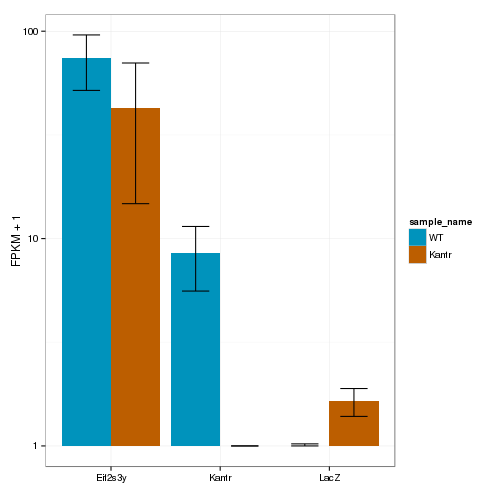 100
10
1
FPKM + 1
Eif2s3y
Kantr
LacZ
sample_name
WT
Kantr